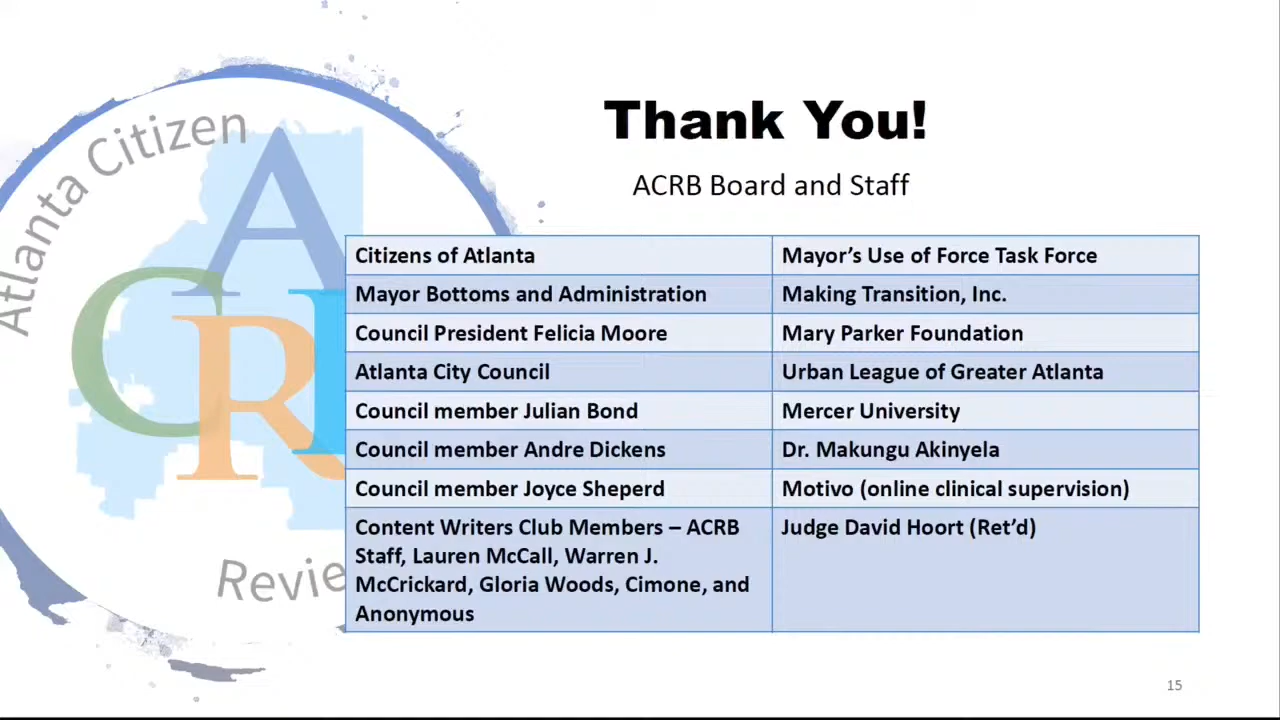 Thank You!
ACRB Board and Staff
Atlanta Citizen
A
C
R
Revie
Citizens of Atlanta
Mayor's Use of Force Task Force
Mayor Bottoms and Administration
Making Transition, Inc.
Council President Felicia Moore
Mary Parker Foundation
Atlanta City Council
Urban League of Greater Atlanta
Council member Julian Bond
Mercer University
Council member Andre Dickens
Dr. Makungu Akinyela
Council member Joyce Sheperd
Motivo (online clinical supervision)
Content Writers Club Members – ACRB
Staff, Lauren McCall, Warren J.
McCrickard, Gloria Woods, Cimone, and
Anonymous
Judge David Hoort (Ret'd)
15